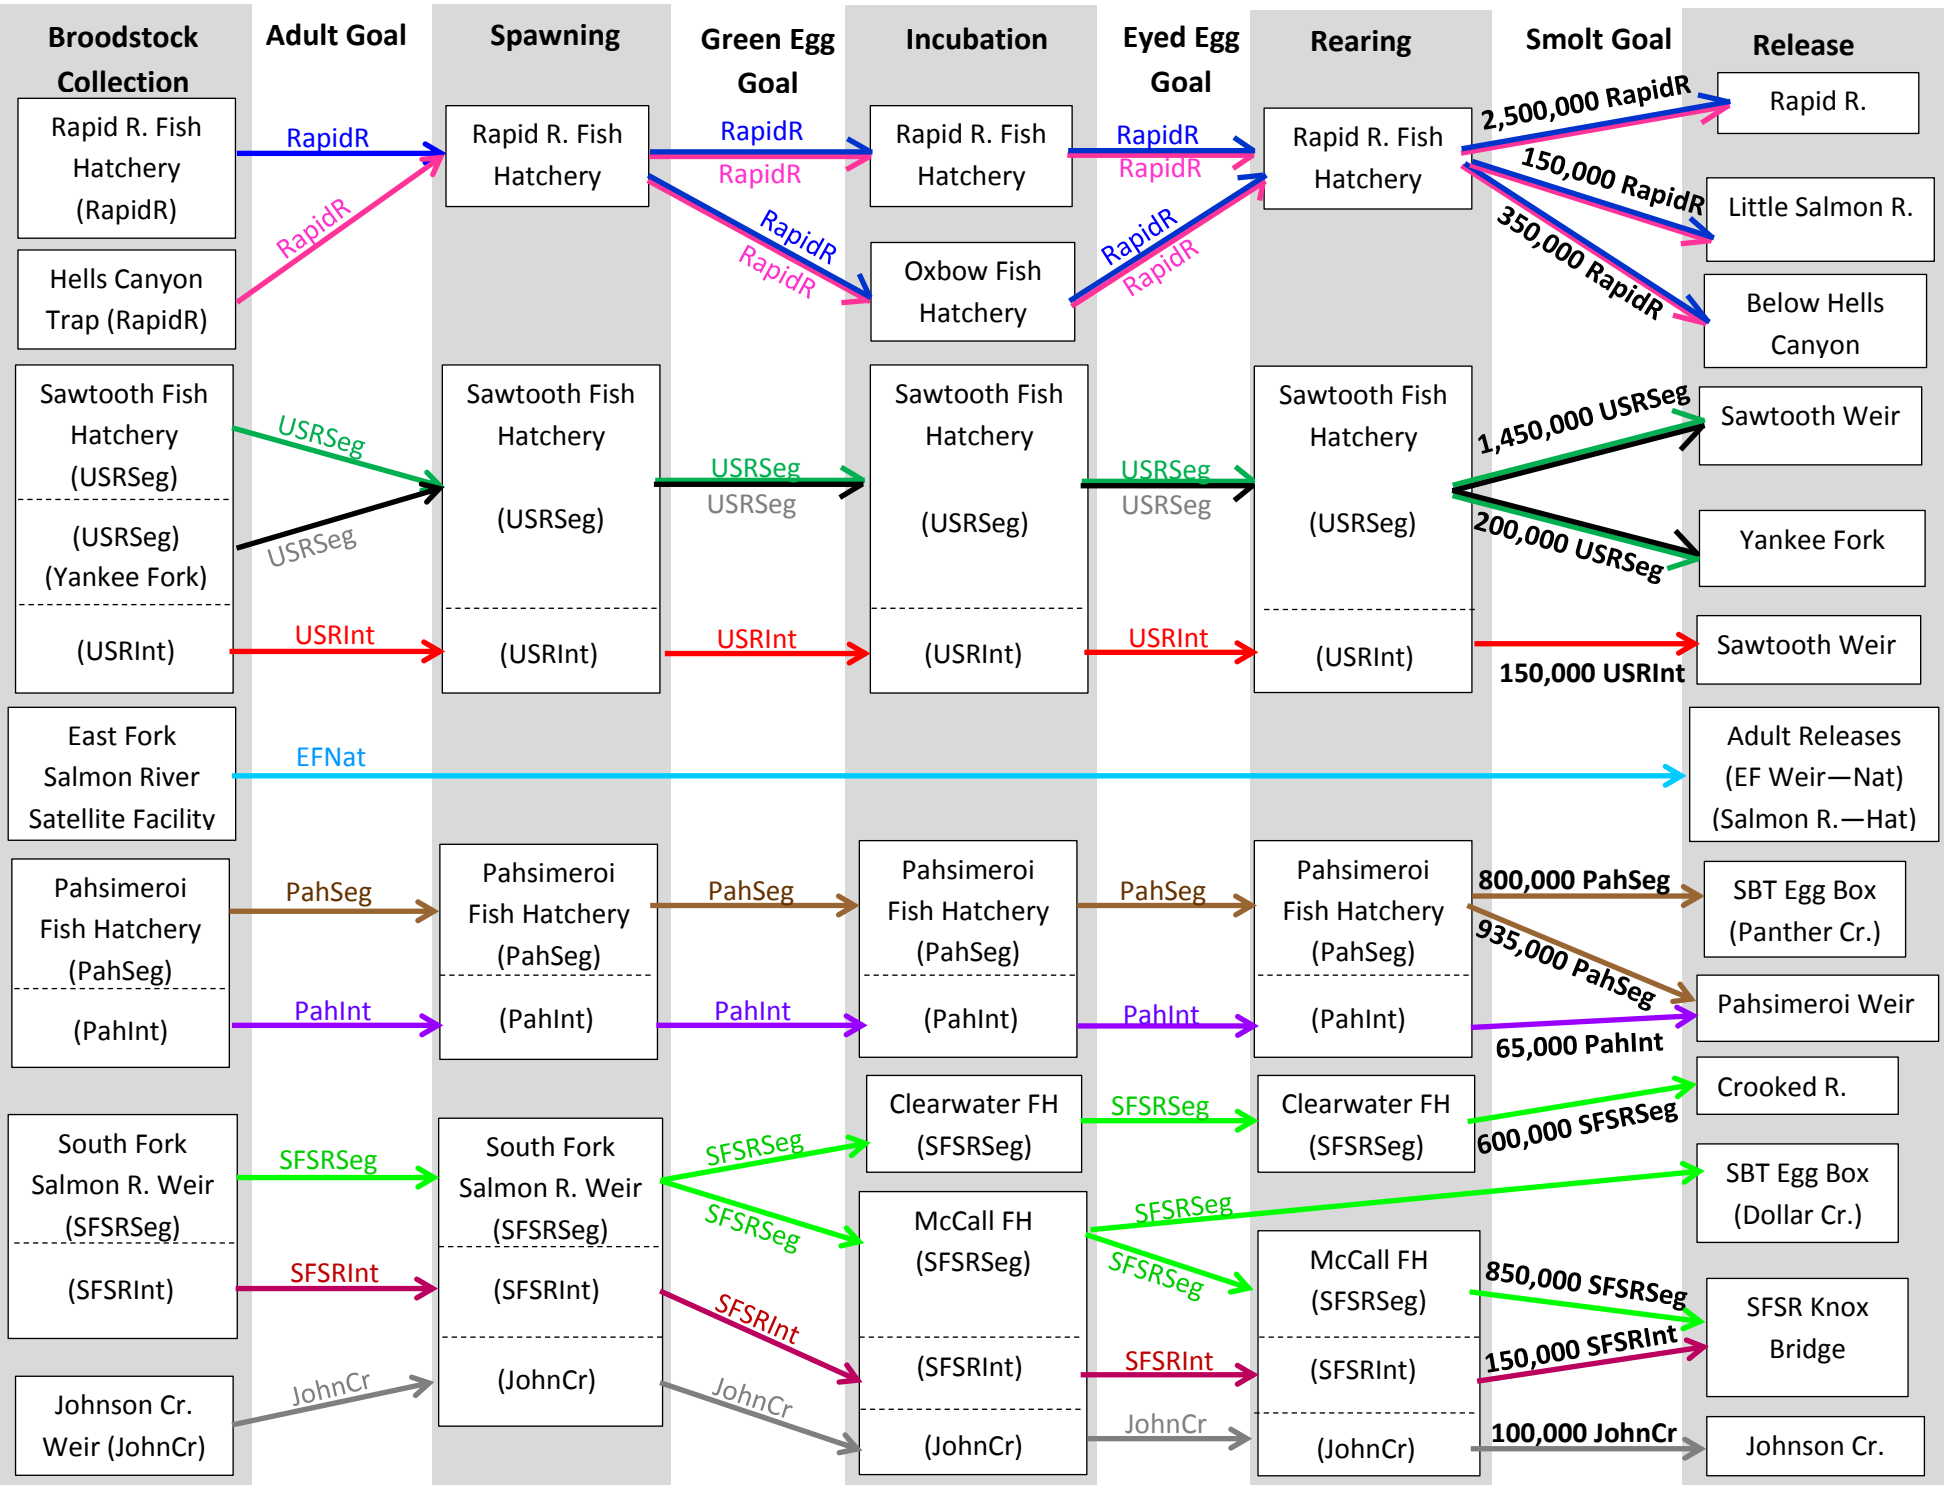 Broodstock
Collection
Adult Goal
Spawning
Green Egg
Goal
Incubation
Eyed Egg
Goal
Rearing
Smolt Goal
Release
Rapid R. Fish
Hatchery
(RapidR)
Hells Canyon
Trap (RapidR)
RapidR
RapidR
Rapid R. Fish
Hatchery
RapidR
RapidR
RapidR
RapidR
Rapid R. Fish
Hatchery
Oxbow Fish
Hatchery
RapidR
RapidR
RapidR
RapidR
Rapid R. Fish
Hatchery
2,500,000 RapidR
150,000 RapidR
350,000 RapidR
Rapid R.
Little Salmon R.
Below Hells
Canyon
Sawtooth Fish
Hatchery
(USRSeg)
(USRSeg)
(Yankee Fork)
(USRInt)
USRSeg
USRSeg
USRInt
Sawtooth Fish
Hatchery
(USRSeg)
(USRInt)
USRSeg
USRSeg
USRInt
Sawtooth Fish
Hatchery
(USRSeg)
(USRInt)
USRSeg
USRSeg
USRInt
Sawtooth Fish
Hatchery
(USRSeg)
(USRInt)
1,450,000 USRSeg
200,000 USRSeg
150,000 USRInt
Sawtooth Weir
Yankee Fork
Sawtooth Weir
East Fork
Salmon River
Satellite Facility
EFNat
Adult Releases
(EF Weir—Nat)
(Salmon R.—Hat)
Pahsimeroi
Fish Hatchery
(PahSeg)
(PahInt)
PahSeg
PahInt
Pahsimeroi
Fish Hatchery
(PahSeg)
(PahInt)
PahSeg
PahInt
Pahsimeroi
Fish Hatchery
(PahSeg)
(PahInt)
PahSeg
PahInt
Pahsimeroi
Fish Hatchery
(PahSeg)
(PahInt)
800,000 PahSeg
935,000 PahSeg
65,000 PahInt
SBT Egg Box
(Panther Cr.)
Pahsimeroi Weir
South Fork
Salmon R. Weir
(SFSRSeg)
(SFSRInt)
Johnson Cr.
Weir (JohnCr)
SFSRSeg
SFSRInt
JohnCr
South Fork
Salmon R. Weir
(SFSRSeg)
(SFSRInt)
(JohnCr)
SFSRSeg
SFSRSeg
SFSRInt
JohnCr
Clearwater FH
(SFSRSeg)
McCall FH
(SFSRSeg)
(SFSRInt)
(JohnCr)
SFSRSeg
SFSRSeg
SFSRSeg
SFSRInt
JohnCr
Clearwater FH
(SFSRSeg)
McCall FH
(SFSRSeg)
(SFSRInt)
(JohnCr)
600,000 SFSRSeg
850,000 SFSRSeg
150,000 SFSRInt
100,000 JohnCr
Crooked R.
SBT Egg Box
(Dollar Cr.)
SFSR Knox
Bridge
Johnson Cr.